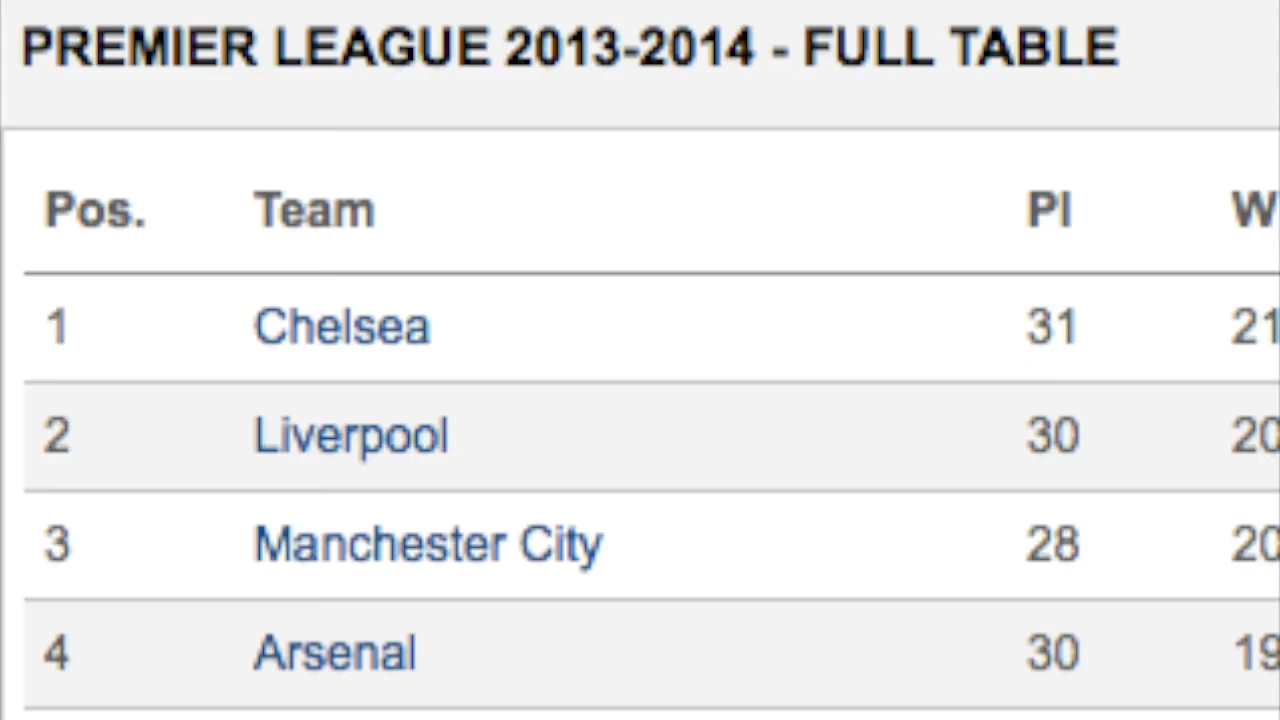 PREMIER LEAGUE 2013-2014 - FULL TABLE
Pos. Team Pl W
1 Chelsea 31 21
2 Liverpool 30 20
3 Manchester City 28 20
4 Arsenal 30 19